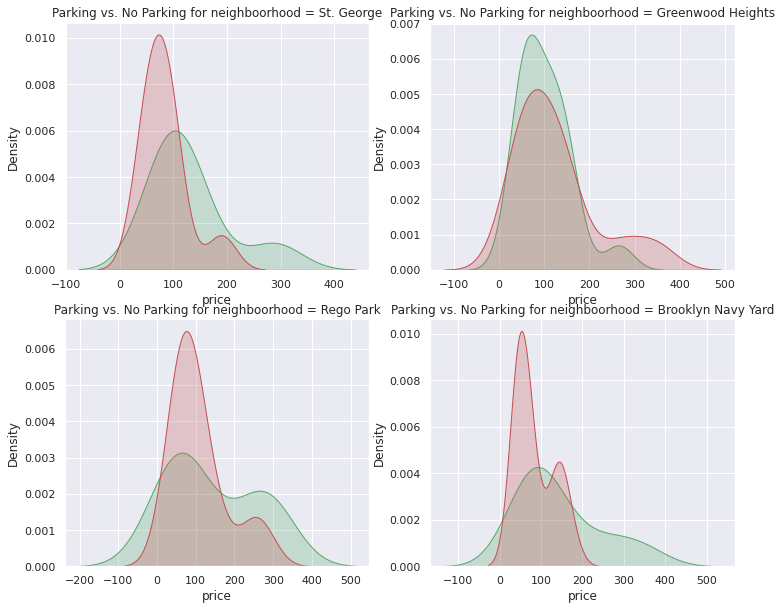 Parking vs. No Parking for neighboorhood = St. George
0.010
0.008
0.006
0.004
0.002
0.000
Density
−100 0 100 200 300 400
price
Parking vs. No Parking for neighboorhood = Greenwood Heights
0.007
0.006
0.005
0.004
0.003
0.002
0.001
0.000
Density
−100 0 100 200 300 400 500
price
Parking vs. No Parking for neighboorhood = Rego Park
0.006
0.005
0.004
0.003
0.002
0.001
0.000
Density
−200 −100 0 100 200 300 400 500
price
Parking vs. No Parking for neighboorhood = Brooklyn Navy Yard
0.010
0.008
0.006
0.004
0.002
0.000
Density
−100 0 100 200 300 400 500
price